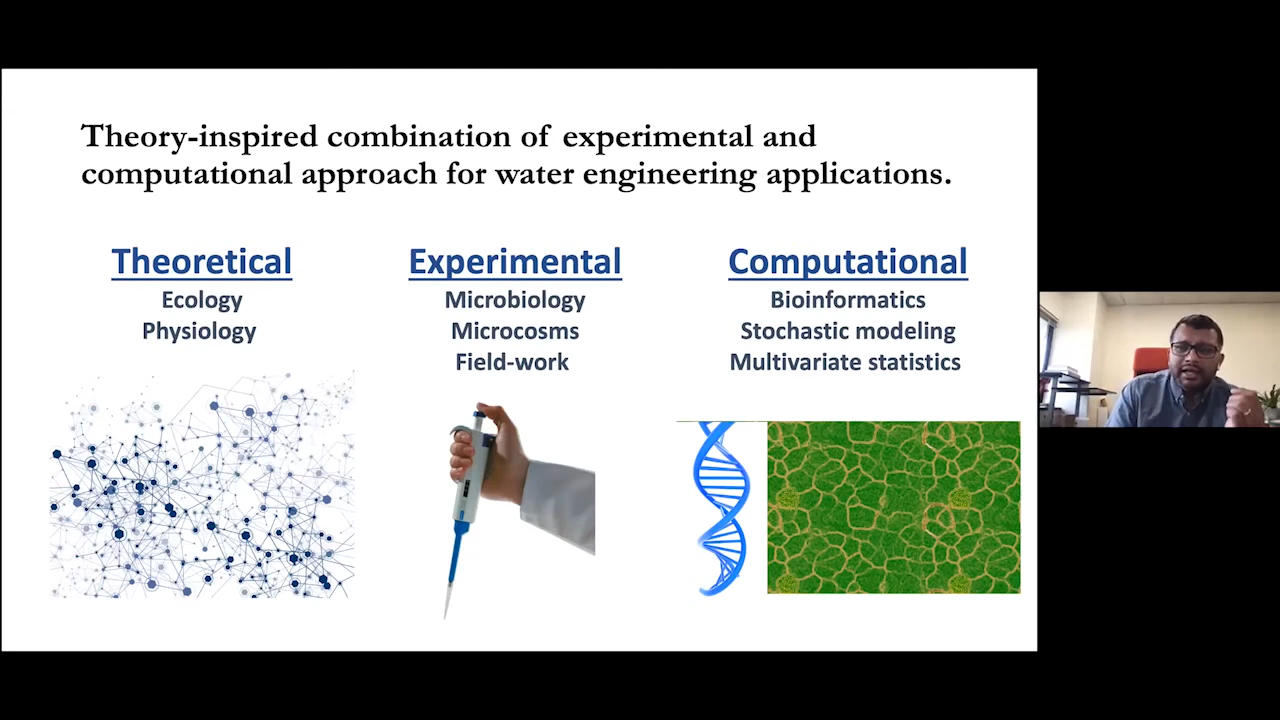 Theory-inspired combination of experimental and
computational approach for water engineering applications.
Theoretical
Ecology
Physiology
Experimental
Microbiology
Microcosms
Field-work
Computational
Bioinformatics
Stochastic modeling
Multivariate statistics